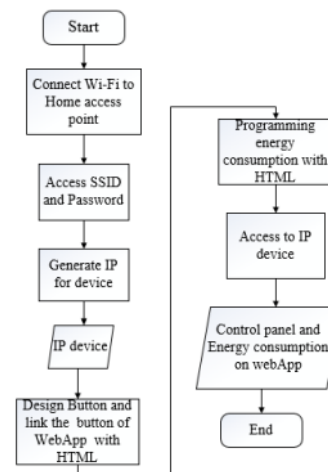 Start
Connect Wi-Fi to
Home access
point
Access SSID
and Password
Generate IP
for device
IP device
Design Button and
link the button of
WebApp with
HTML
Programming
energy
consumption with
HTML
Access to IP
device
Control panel and
Energy consumption
on webApp
End